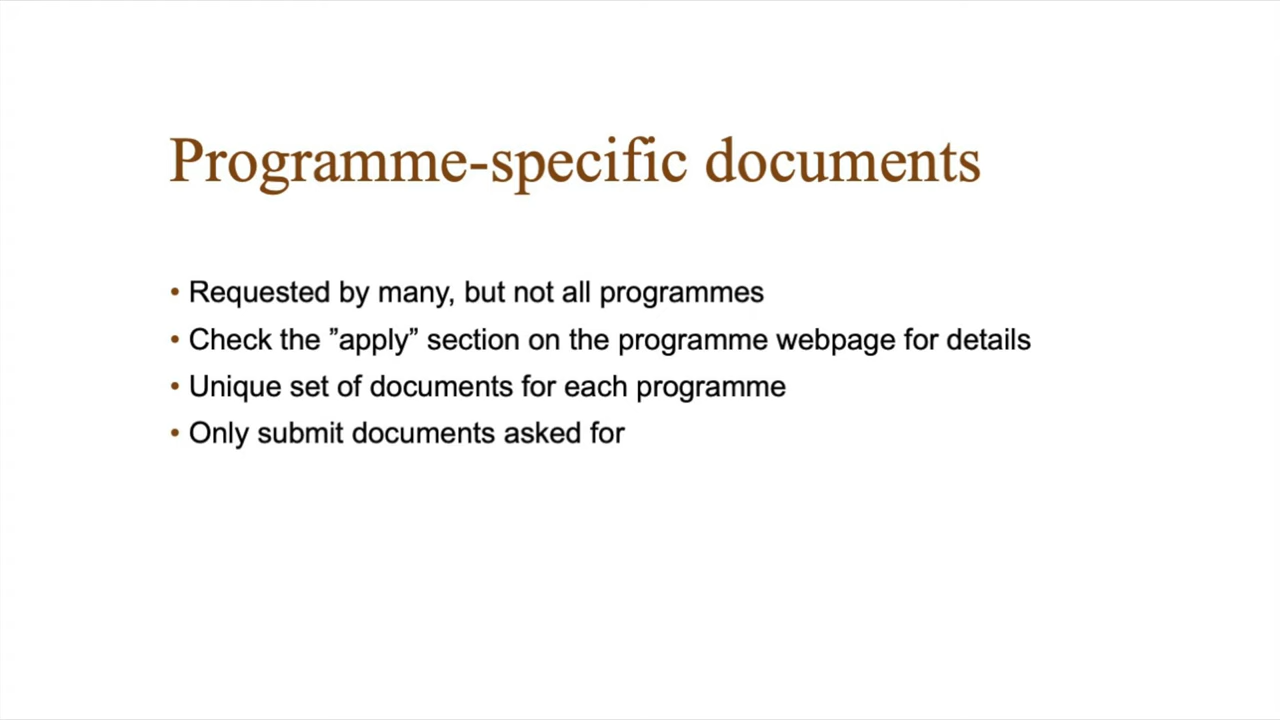 Programme-specific documents
• Requested by many, but not all programmes
• Check the ”apply” section on the programme webpage for details
• Unique set of documents for each programme
• Only submit documents asked for